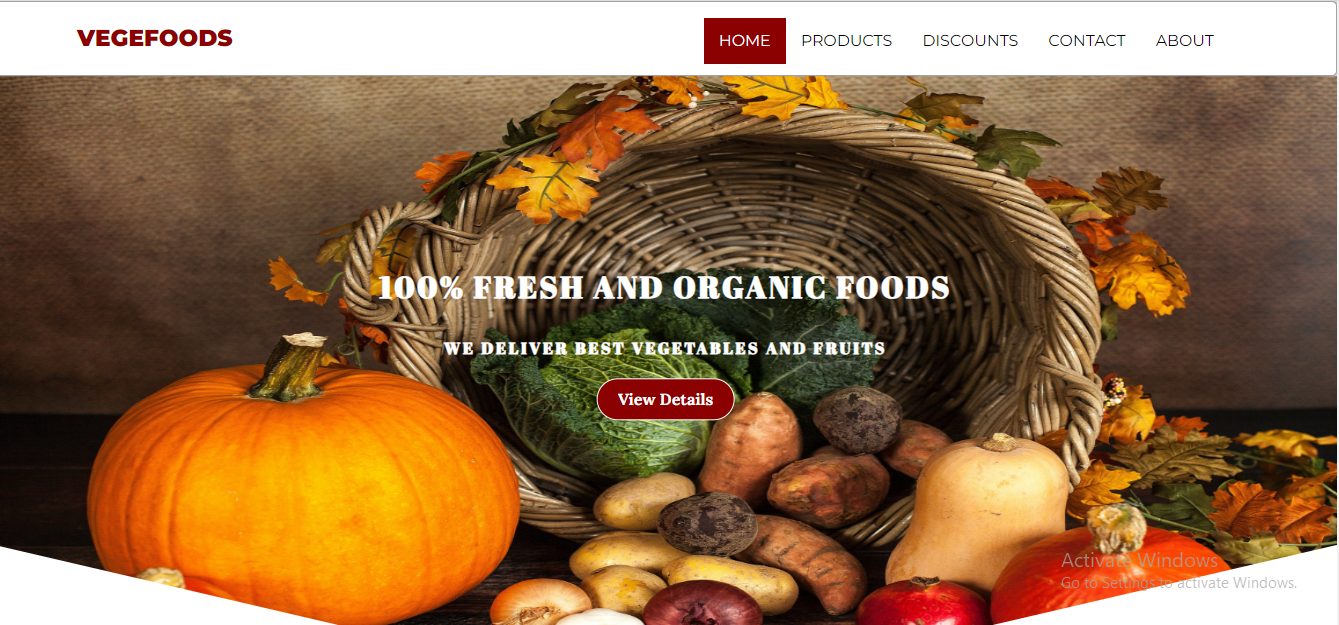 VEGEFOODS
HOME PRODUCTS DISCOUNTS CONTACT ABOUT
100% FRESH AND ORGANIC FOODS
WE DELIVER BEST VEGETABLES AND FRUITS
View Details
Activate Windows
Go to Settings to activate Windows.